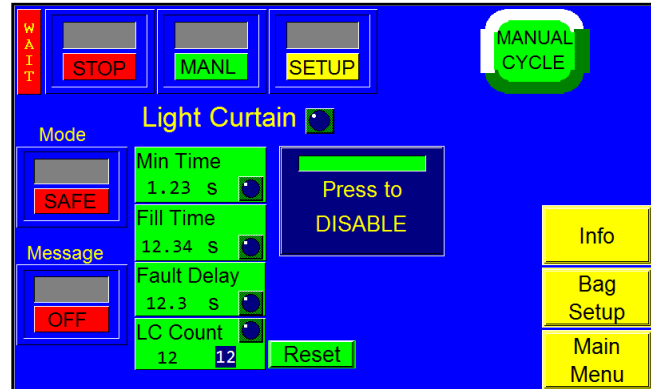 WAIT
STOP
MANL
SETUP
MANUAL
CYCLE
Light Curtain
Mode
SAFE
Message
OFF
Min Time
1.23 s
Fill Time
12.34 s
Fault Delay
12.3 s
LC Count
12 12
Reset
Press to
DISABLE
Info
Bag
Setup
Main
Menu